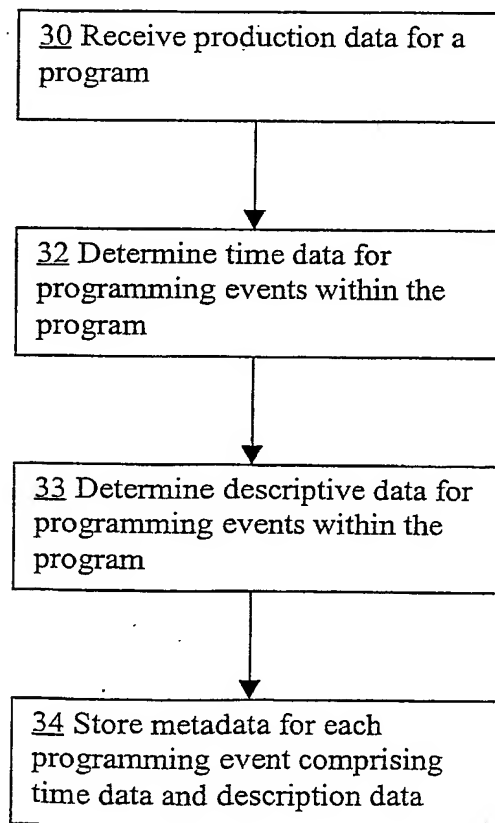 30 Receive production data for a
program
32 Determine time data for
programming events within the
program
33 Determine descriptive data for
programming events within the
program
34 Store metadata for each
programming event comprising
time data and description data